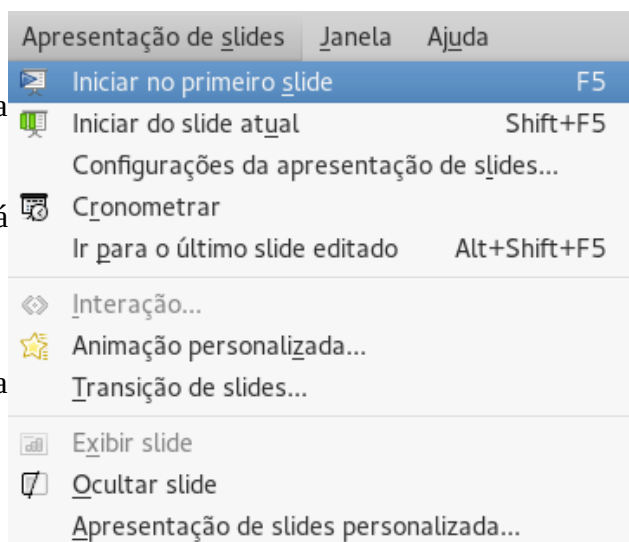 Apresentação de slides Janela Ajuda
Iniciar no primeiro slide F5
a
Iniciar do slide atual Shift+F5
Configurações da apresentação de slides...
á
Cronometrar
Ir para o último slide editado Alt+Shift+F5
Interação...
Animação personalizada...
a
Transição de slides...
Exibir slide
Ocultar slide
Apresentação de slides personalizada...